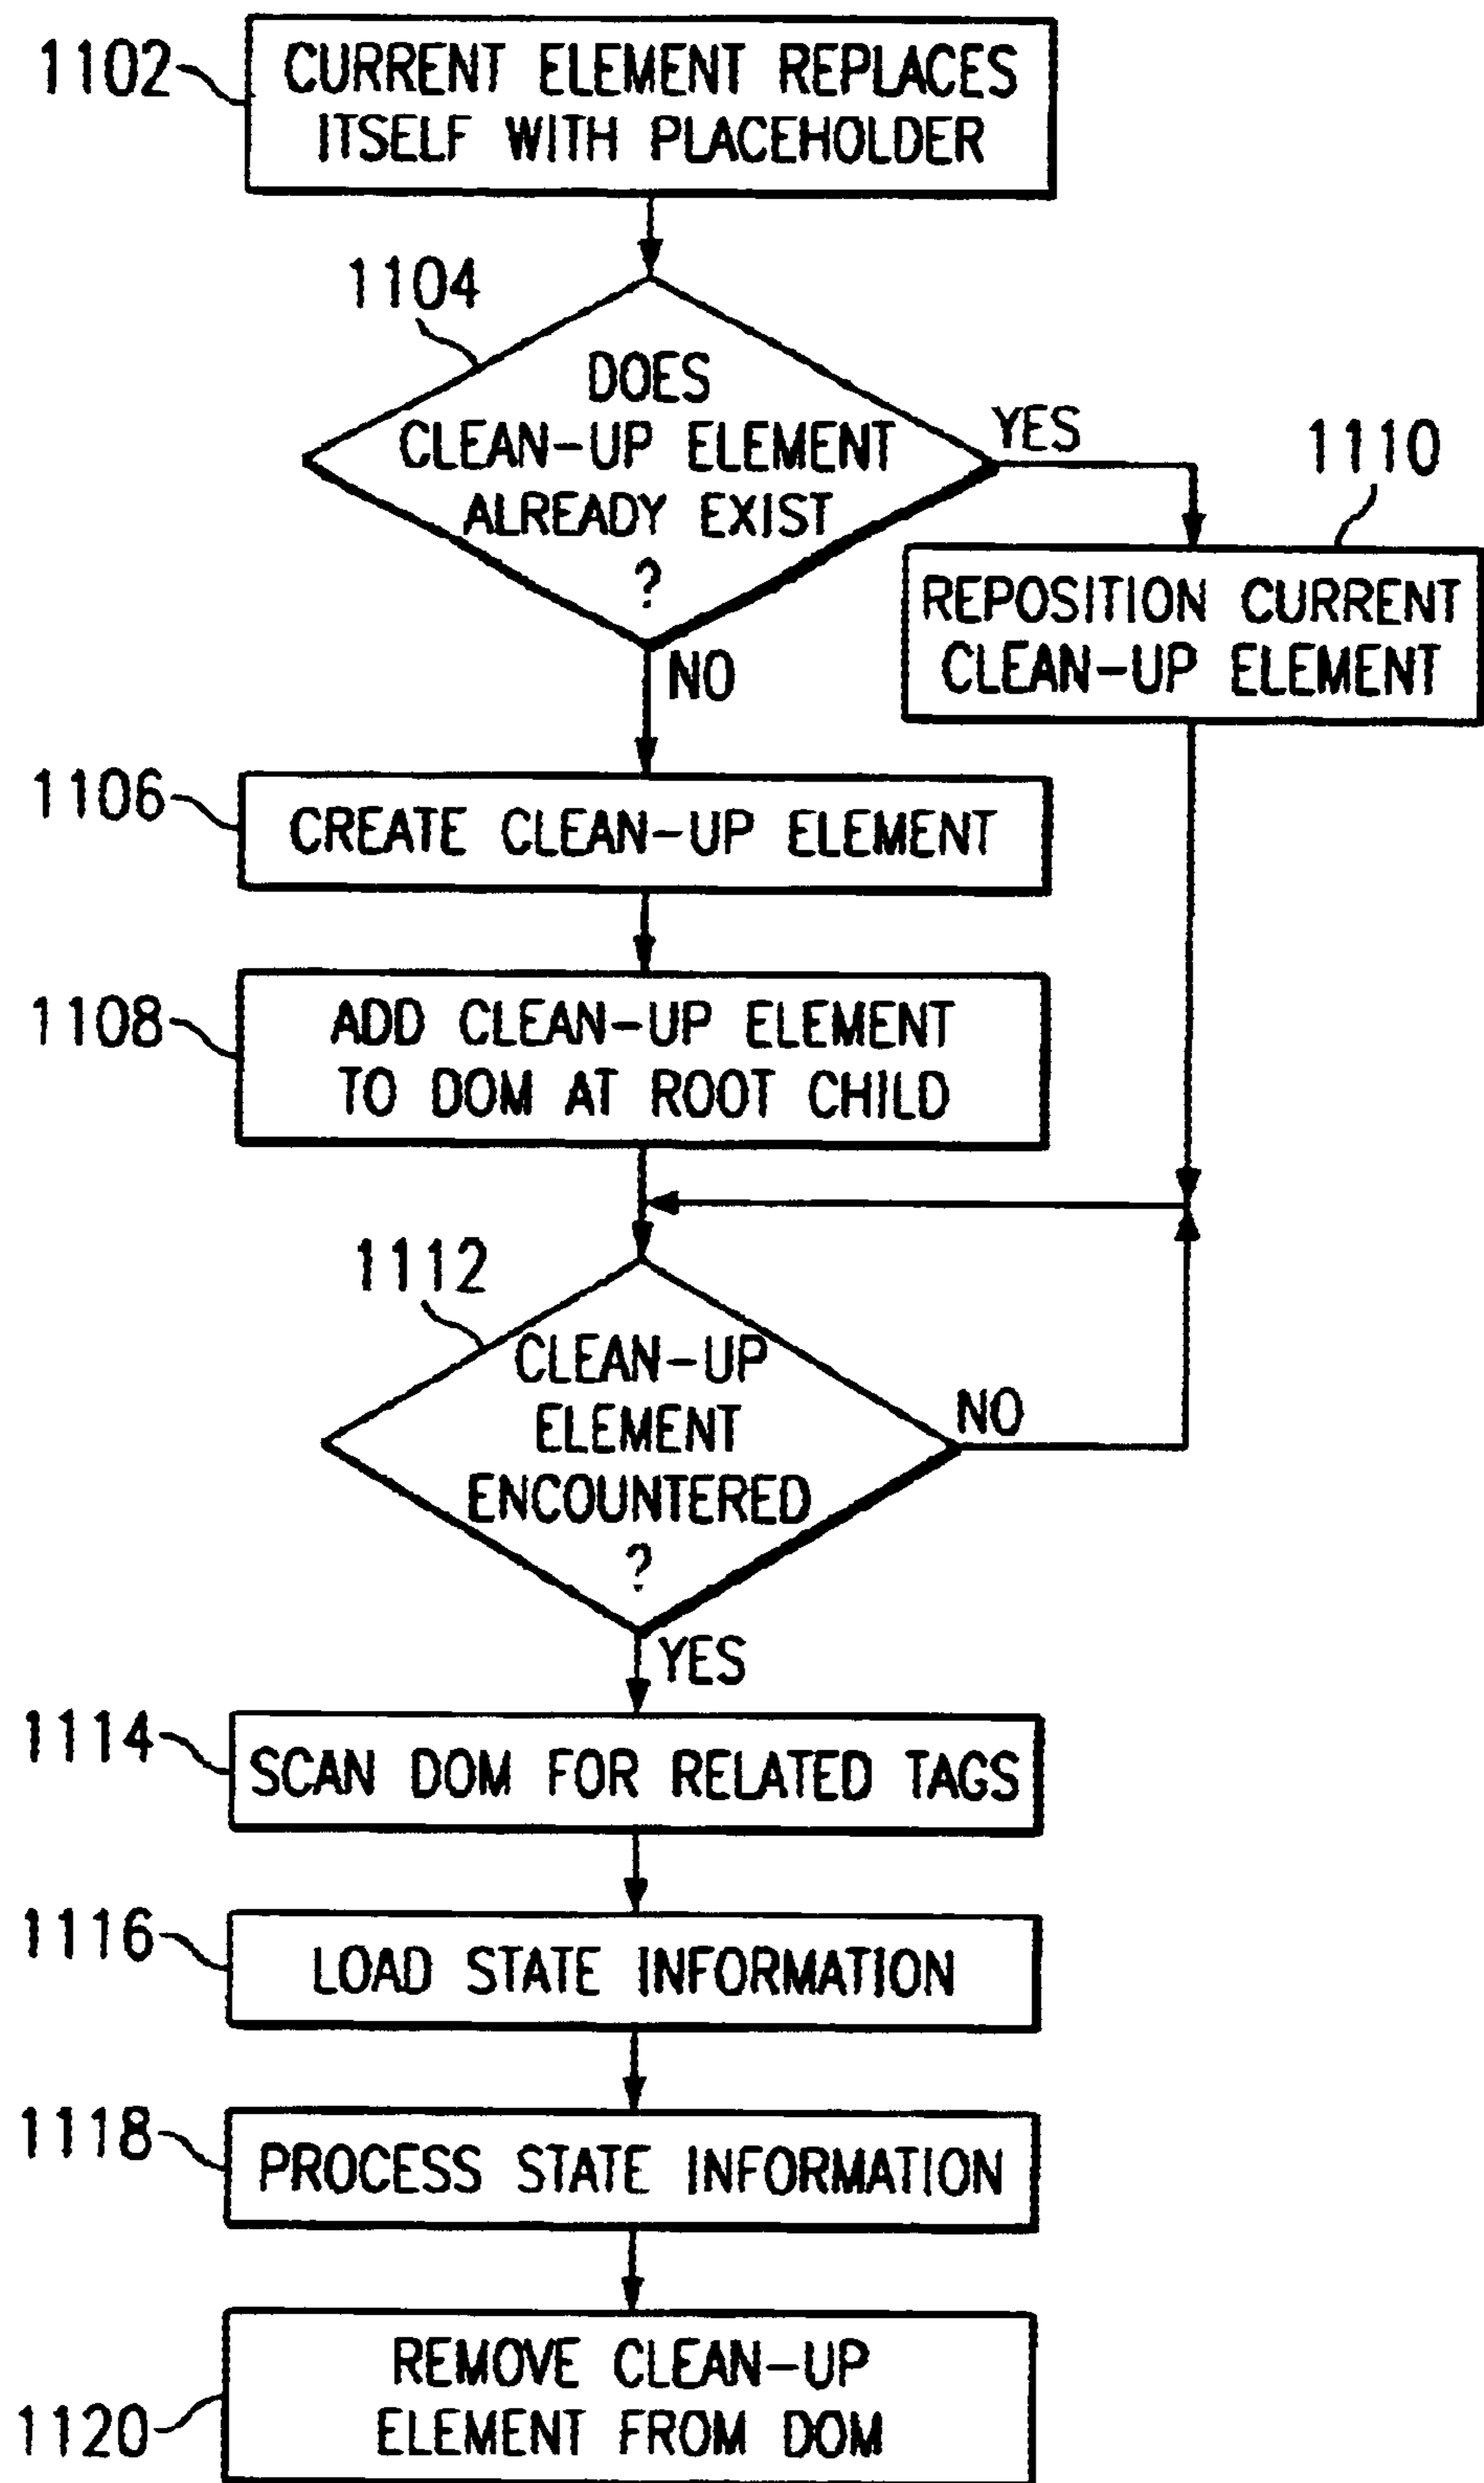 1102
CURRENT ELEMENT REPLACES
ITSELF WITH PLACEHOLDER
1104
DOES
CLEAN-UP ELEMENT
ALREADY EXIST
?
YES
NO
1110
REPOSITION CURRENT
CLEAN-UP ELEMENT
1106
CREATE CLEAN-UP ELEMENT
1108
ADD CLEAN-UP ELEMENT
TO DOM AT ROOT CHILD
1112
CLEAN-UP
ELEMENT
ENCOUNTERED
?
NO
YES
1114
SCAN DOM FOR RELATED TAGS
1116
LOAD STATE INFORMATION
1118
PROCESS STATE INFORMATION
1120
REMOVE CLEAN-UP
ELEMENT FROM DOM